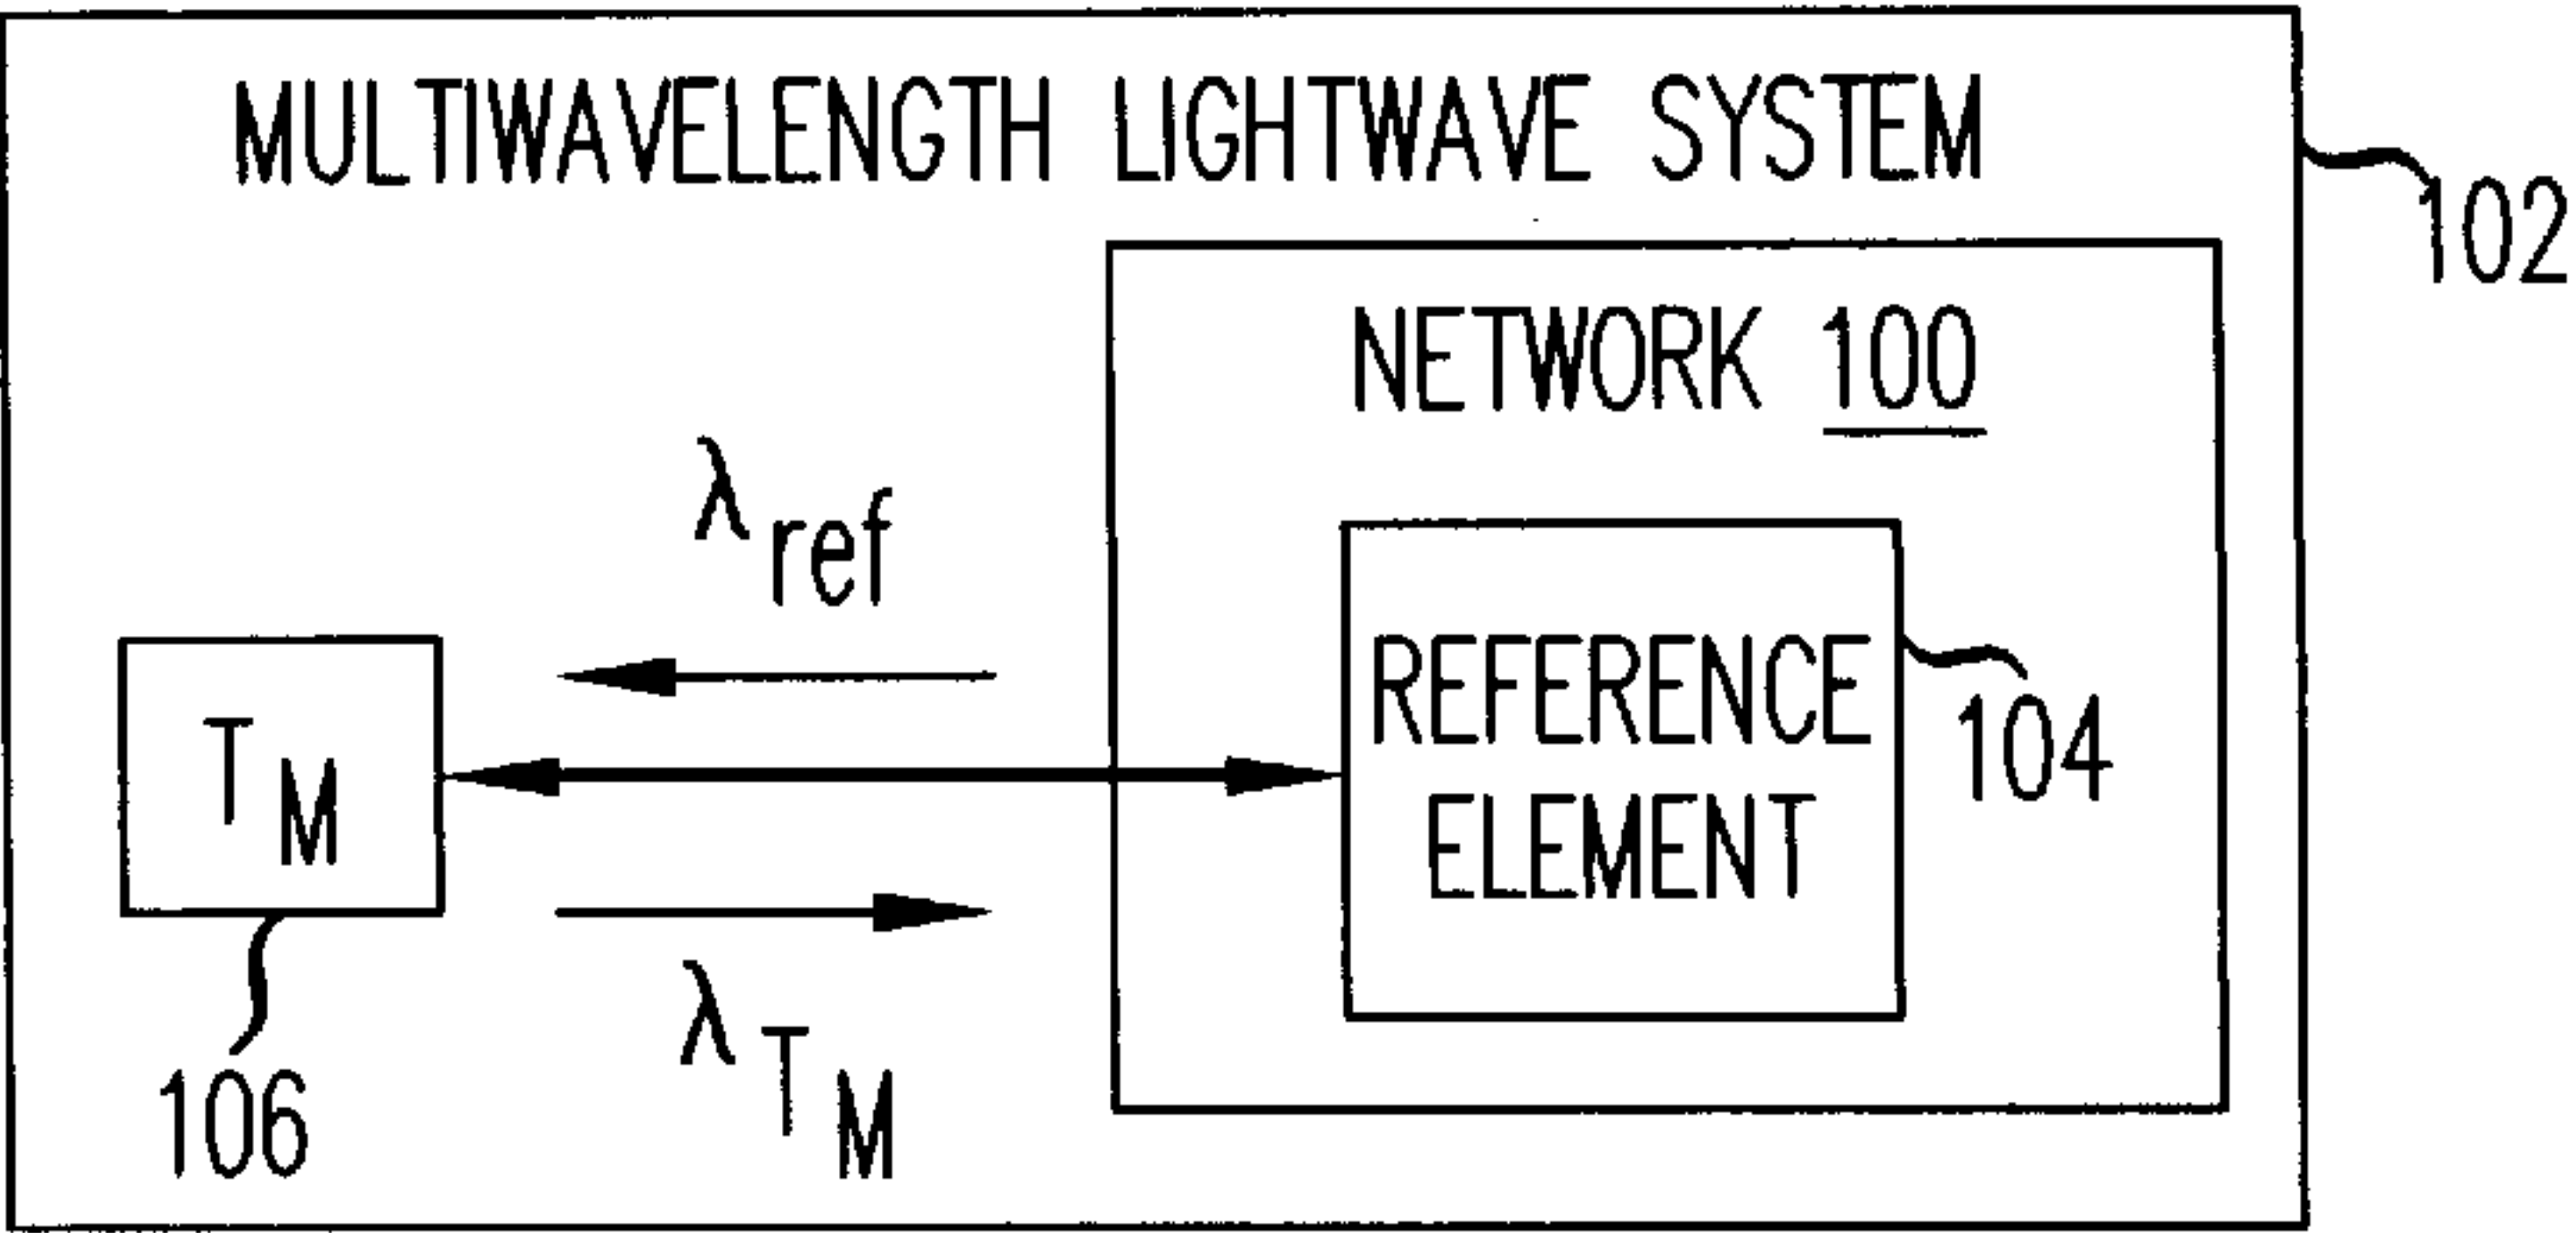 MULTIWAVELENGTH LIGHTWAVE SYSTEM
102
NETWORK 100
λref
REFERENCE
ELEMENT
104
TM
λTM
106